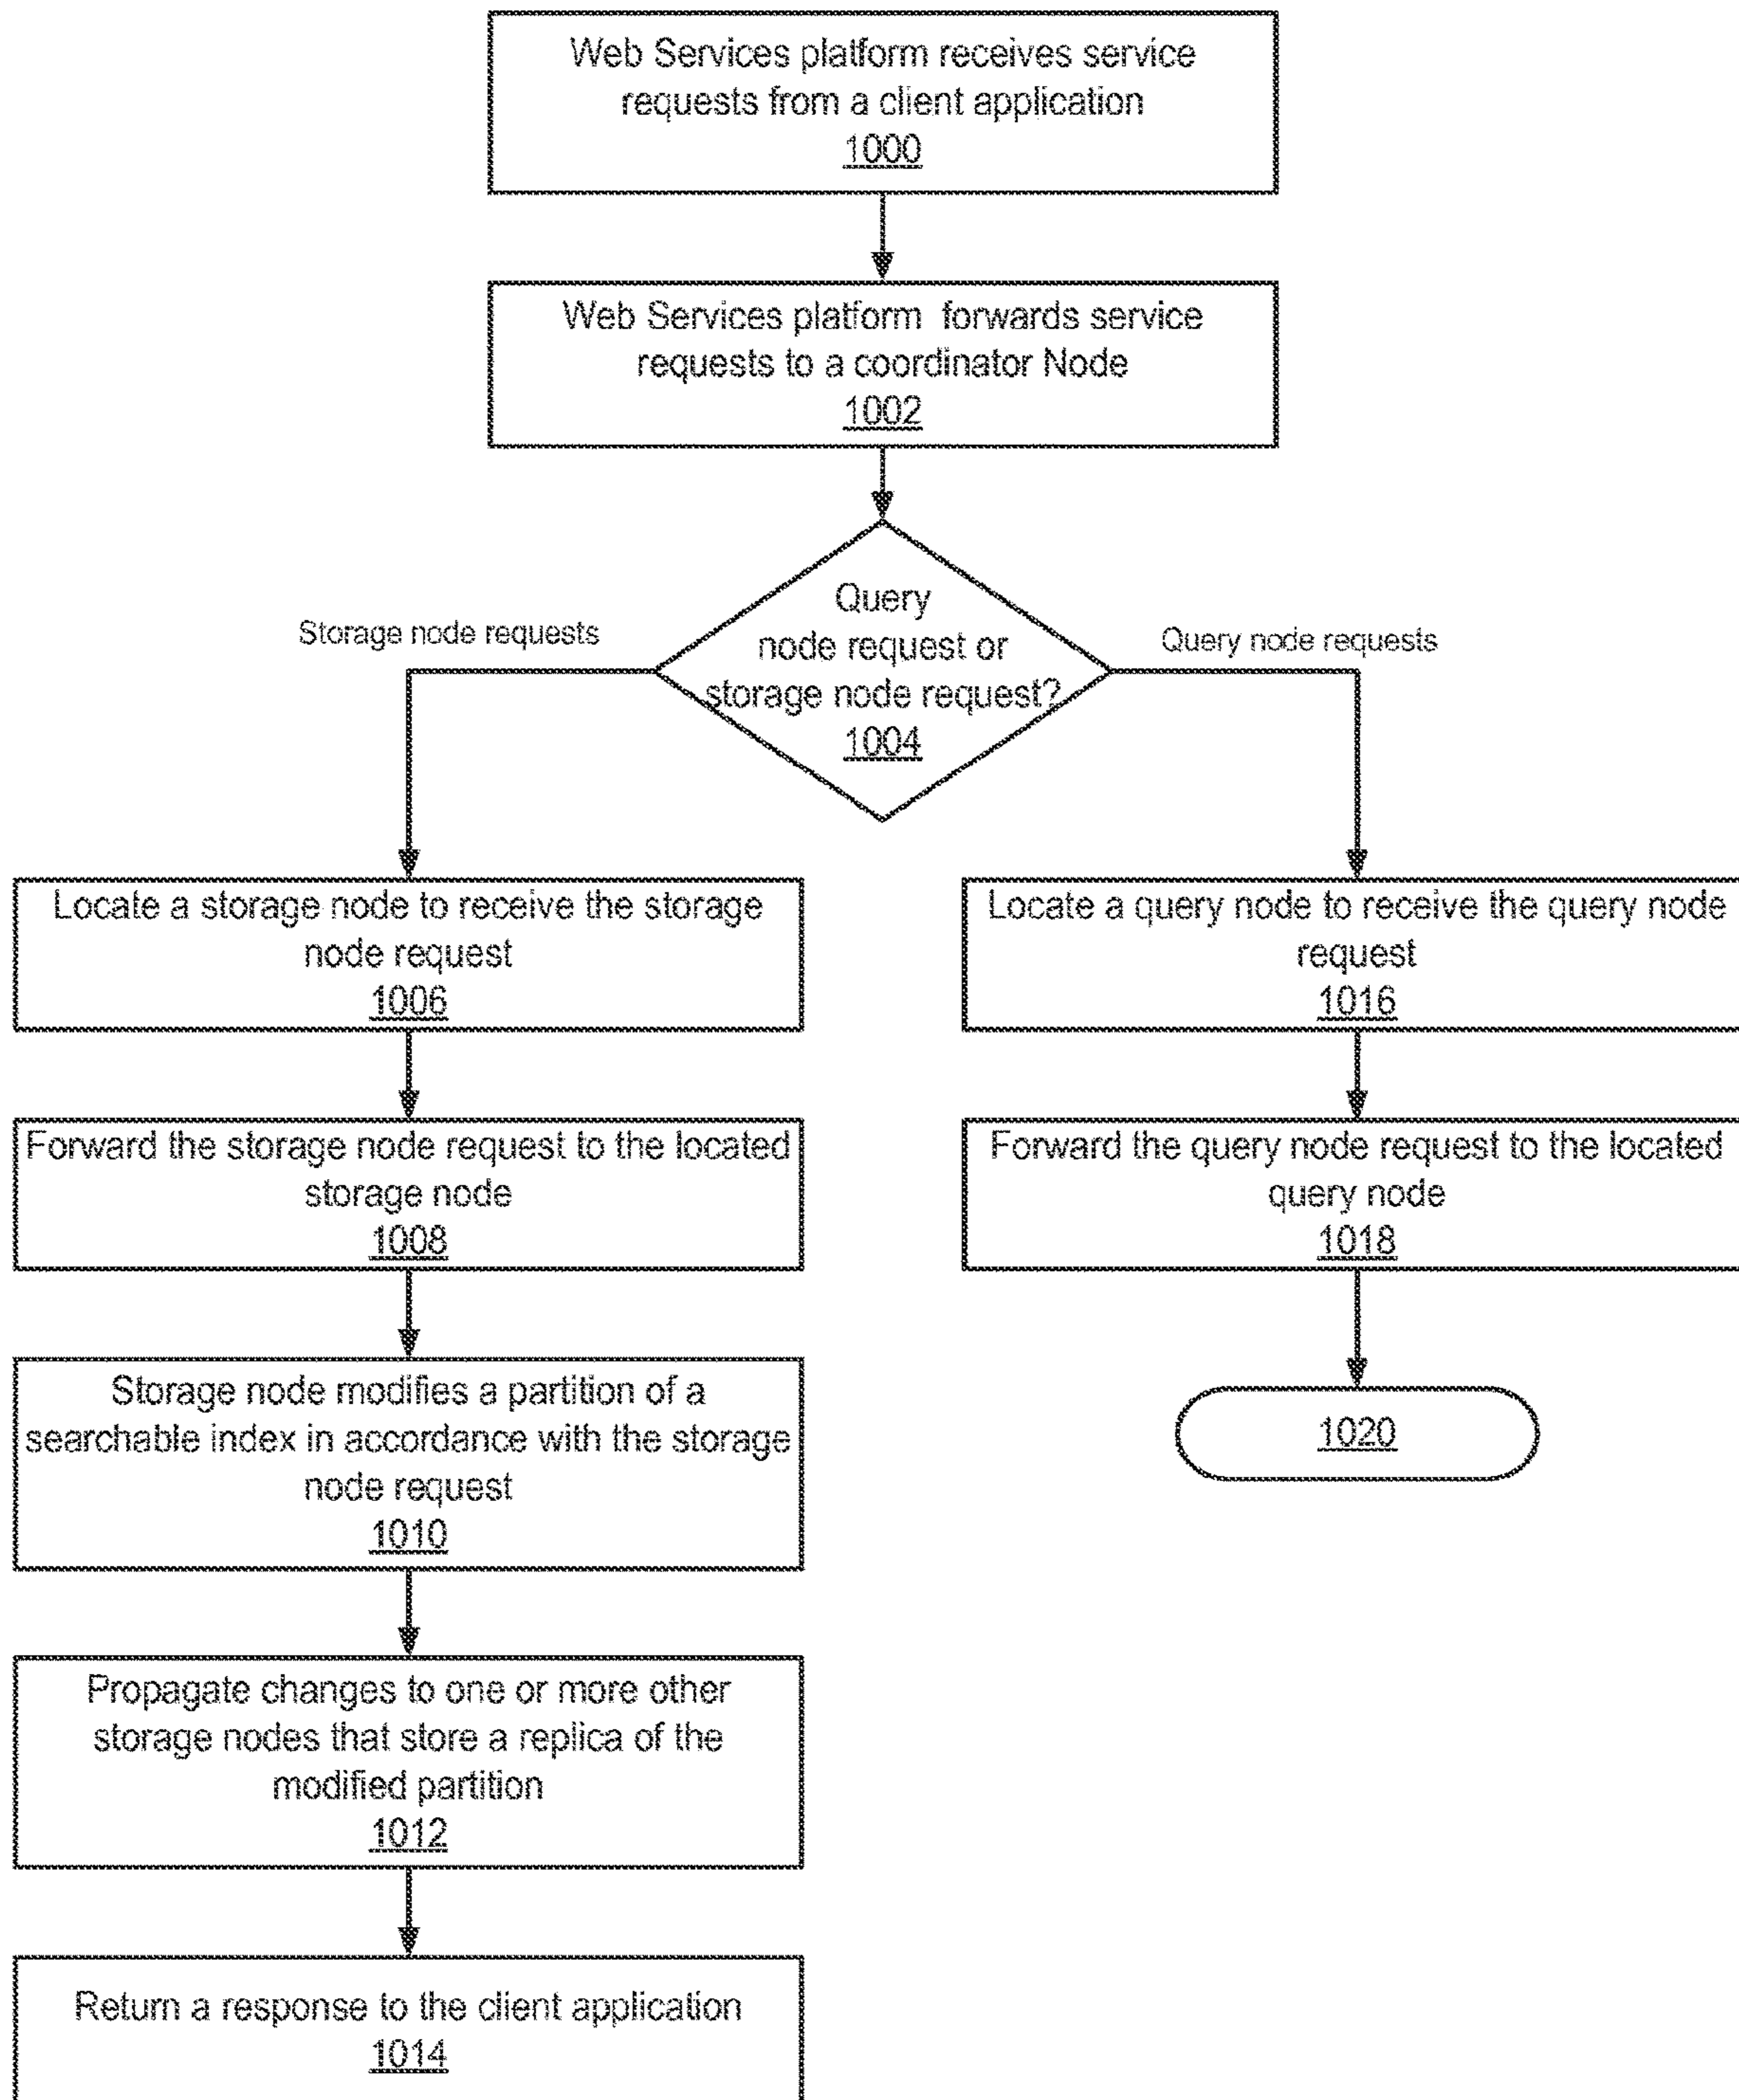 Web Services platform receives service
requests from a client application
1000
Web Services platform forwards service
requests to a coordinator Node
1002
Query
node request or
storage node request?
1004
Storage node requests
Query node requests
Locate a storage node to receive the storage
node request
1006
Locate a query node to receive the query node
request
1016
Forward the storage node request to the located
storage node
1008
Forward the query node request to the located
query node
1018
Storage node modifies a partition of a
searchable index in accordance with the storage
node request
1010
1020
Propagate changes to one or more other
storage nodes that store a replica of the
modified partition
1012
Return a response to the client application
1014